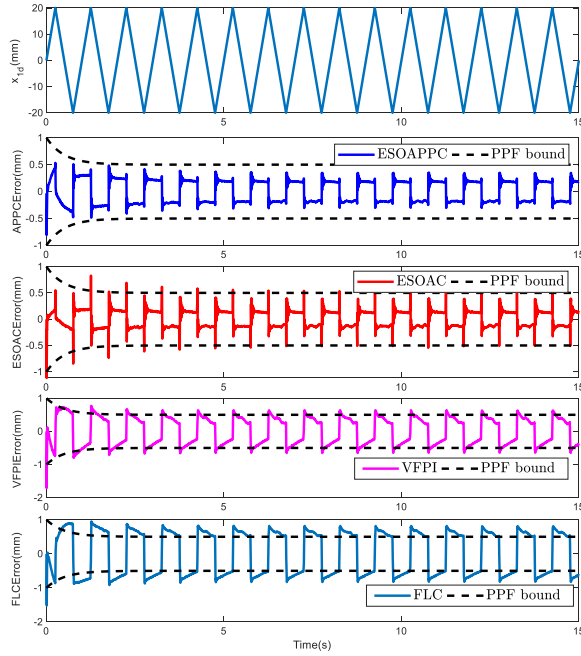 x1d(mm)
20
10
0
-10
-20
0 5 10 15
APPCError(mm)
1
0.5
0
-0.5
-1
ESOAPPC PPF bound
0 5 10 15
ESOACError(mm)
1
0.5
0
-0.5
-1
ESOAC PPF bound
0 5 10 15
VFPIError(mm)
1
0
-1
-2
VFPI PPF bound
0 5 10 15
FLCError(mm)
1
0
-1
-2
FLC PPF bound
0 5 10 15
Time(s)